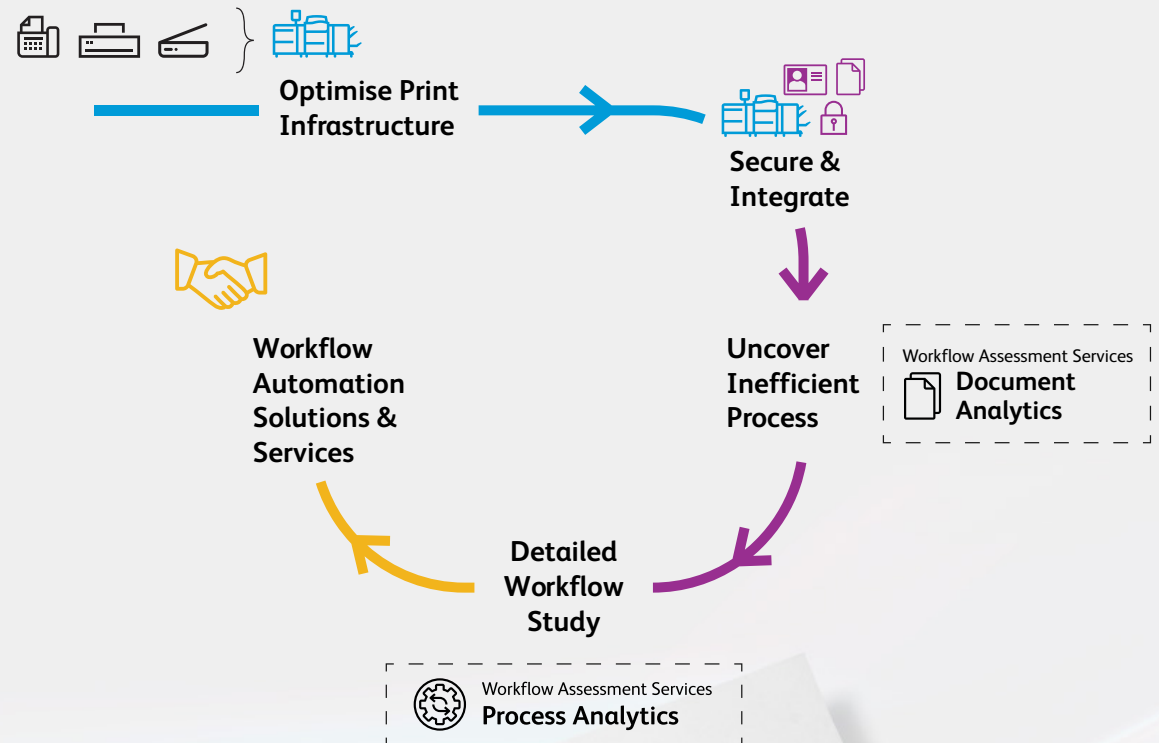 Optimise Print
Infrastructure
Secure &
Integrate
Uncover
Inefficient
Process
Workflow Assessment Services
Document
Analytics
Detailed
Workflow
Study
Workflow Assessment Services
Process Analytics
Workflow
Automation
Solutions &
Services